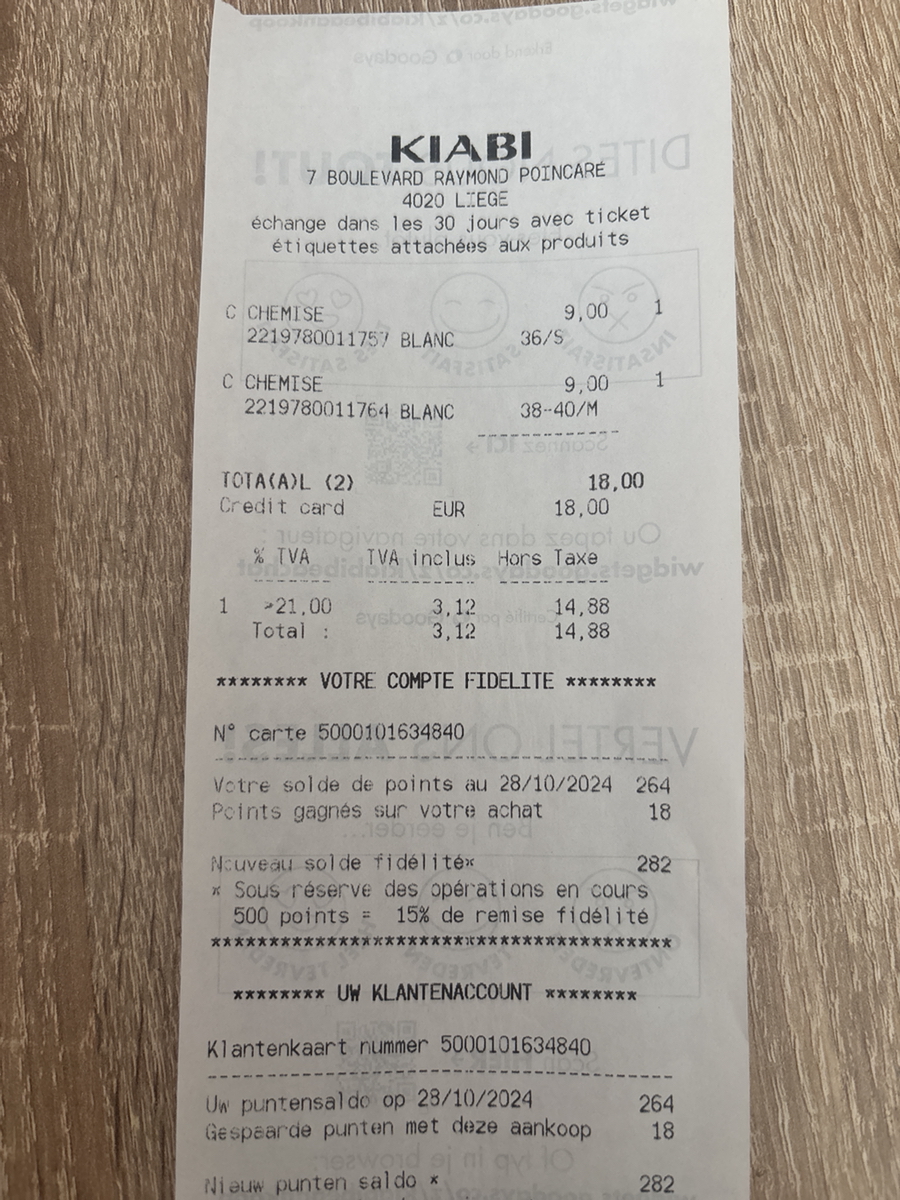 KIABI
7 BOULEVARD RAYMOND POINCARÉ
4020 LIEGE
échange dans les 30 jours avec ticket
étiquettes attachées aux produits
C CHEMISE 9,00 1
2219780011757 BLANC 36/S
C CHEMISE 9,00 1
2219780011764 BLANC 38-40/M
------------
TOTA(A)L (2) 18,00
Credit card EUR 18,00
% TVA TVA inclus Hors Taxe
------- --------- ---------
1 >21,00 3,12 14,88
Total : 3,12 14,88
******** VOTRE COMPTE FIDELITE ********
N° carte 5000101634840
----------------------------------------
Votre solde de points au 28/10/2024 264
Points gagnés sur votre achat 18
Nouveau solde fidélité* 282
* Sous réserve des opérations en cours
500 points = 15% de remise fidélité
****************************************
******** UW KLANTENACCOUNT ********
Klantenkaart nummer 5000101634840
----------------------------------------
Uw puntensaldo op 28/10/2024 264
Gespaarde punten met deze aankoop 18
Nieuw punten saldo * 282